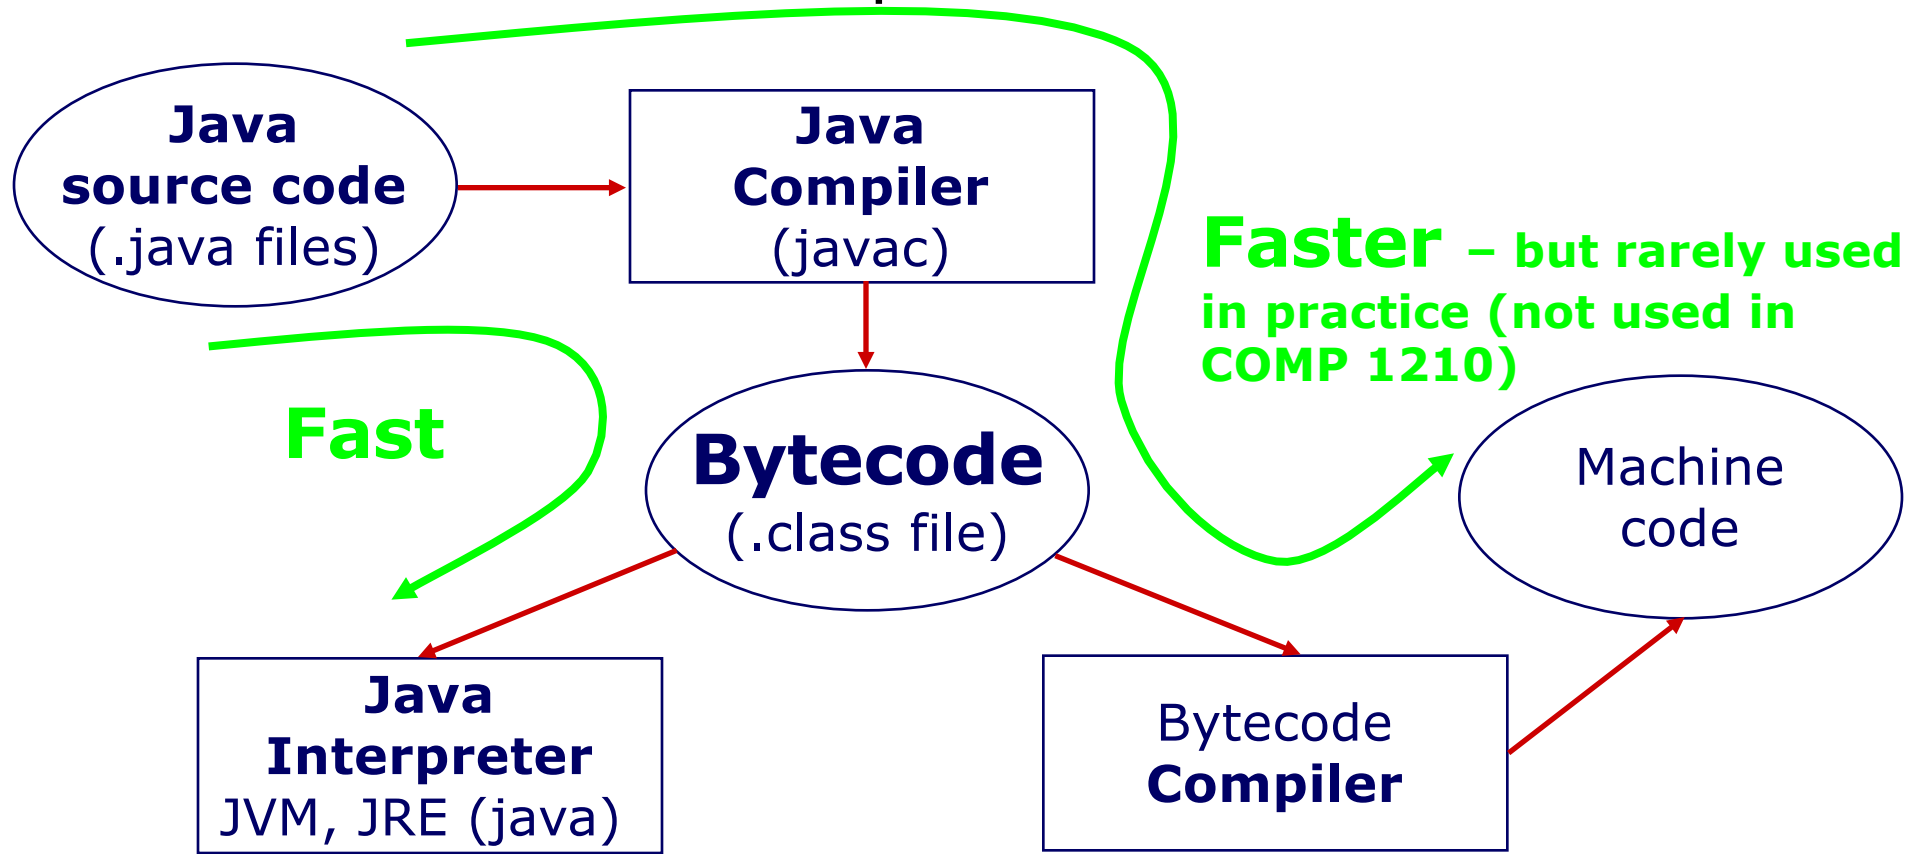 Java
source code
(.java files)
Java
Compiler
(javac)
Faster – but rarely used
in practice (not used in
COMP 1210)
Fast
Bytecode
(.class file)
Machine
code
Java
Interpreter
JVM, JRE (java)
Bytecode
Compiler